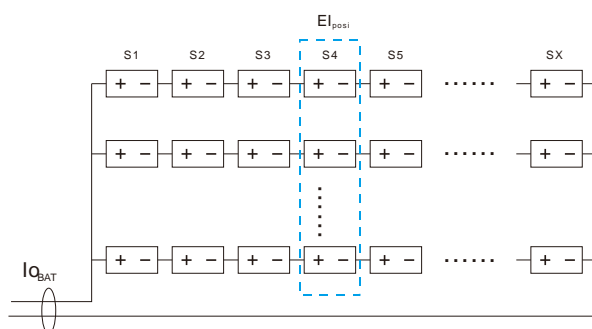 EIposi
S1 S2 S3 S4 S5 ...... SX
+ − + − + − + − + − ...... + −
+ − + − + − + − + − ...... + −
+ − + − + − + − + − ...... + −
IoBAT